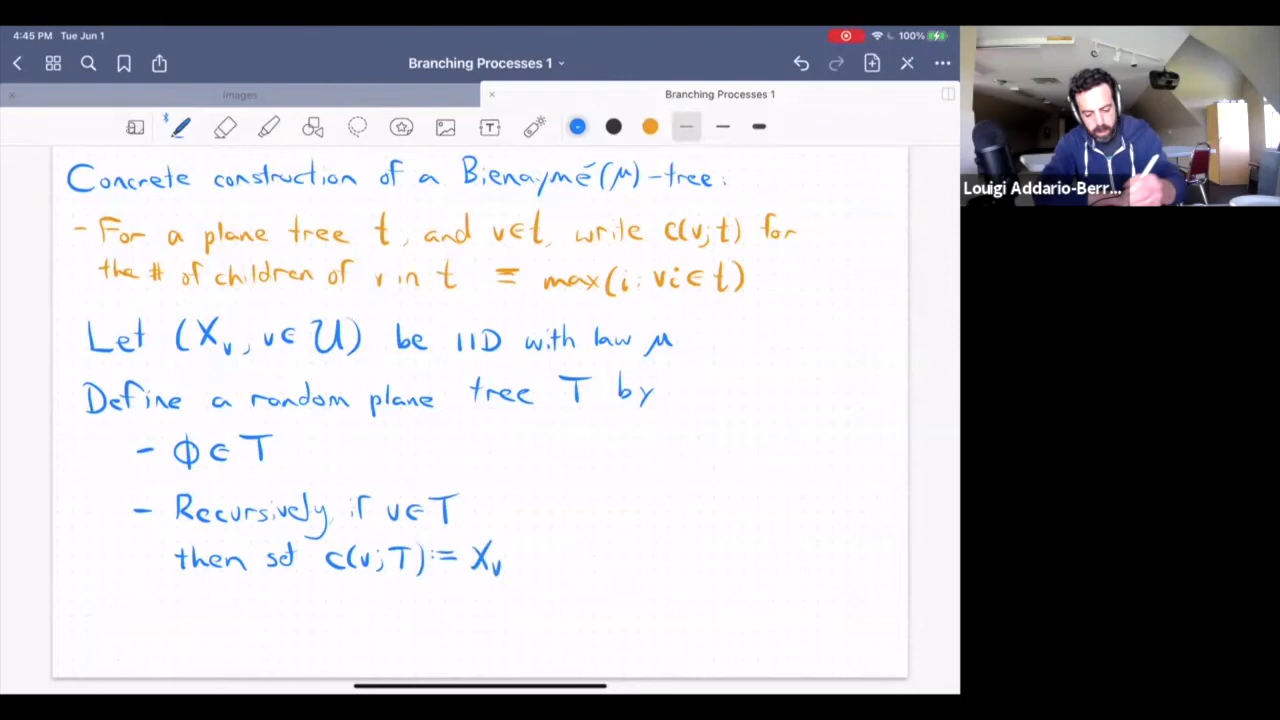 4:45 PM Tue Jun 1
100%
Branching Processes 1
Images
Branching Processes 1
Concrete construction of a Bienaymé(μ)-tree:
- For a plane tree t, and v∈t, write c(v;t) for
the # of children of v in t = max(i: vi∈t)
Let (Xᵥ, v∈U) be IID with law μ
Define a random plane tree T by
- ϕ∈T
- Recursively, if v∈T
then set c(v;T):= Xᵥ
Louigi Addario-Berr...